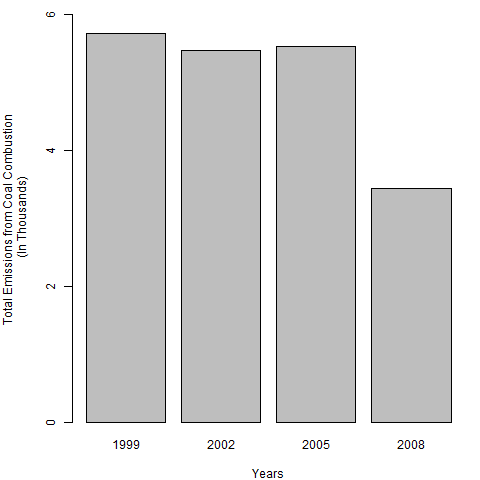 Total Emissions from Coal Combustion
(In Thousands)
6
4
2
0
1999 2002 2005 2008
Years